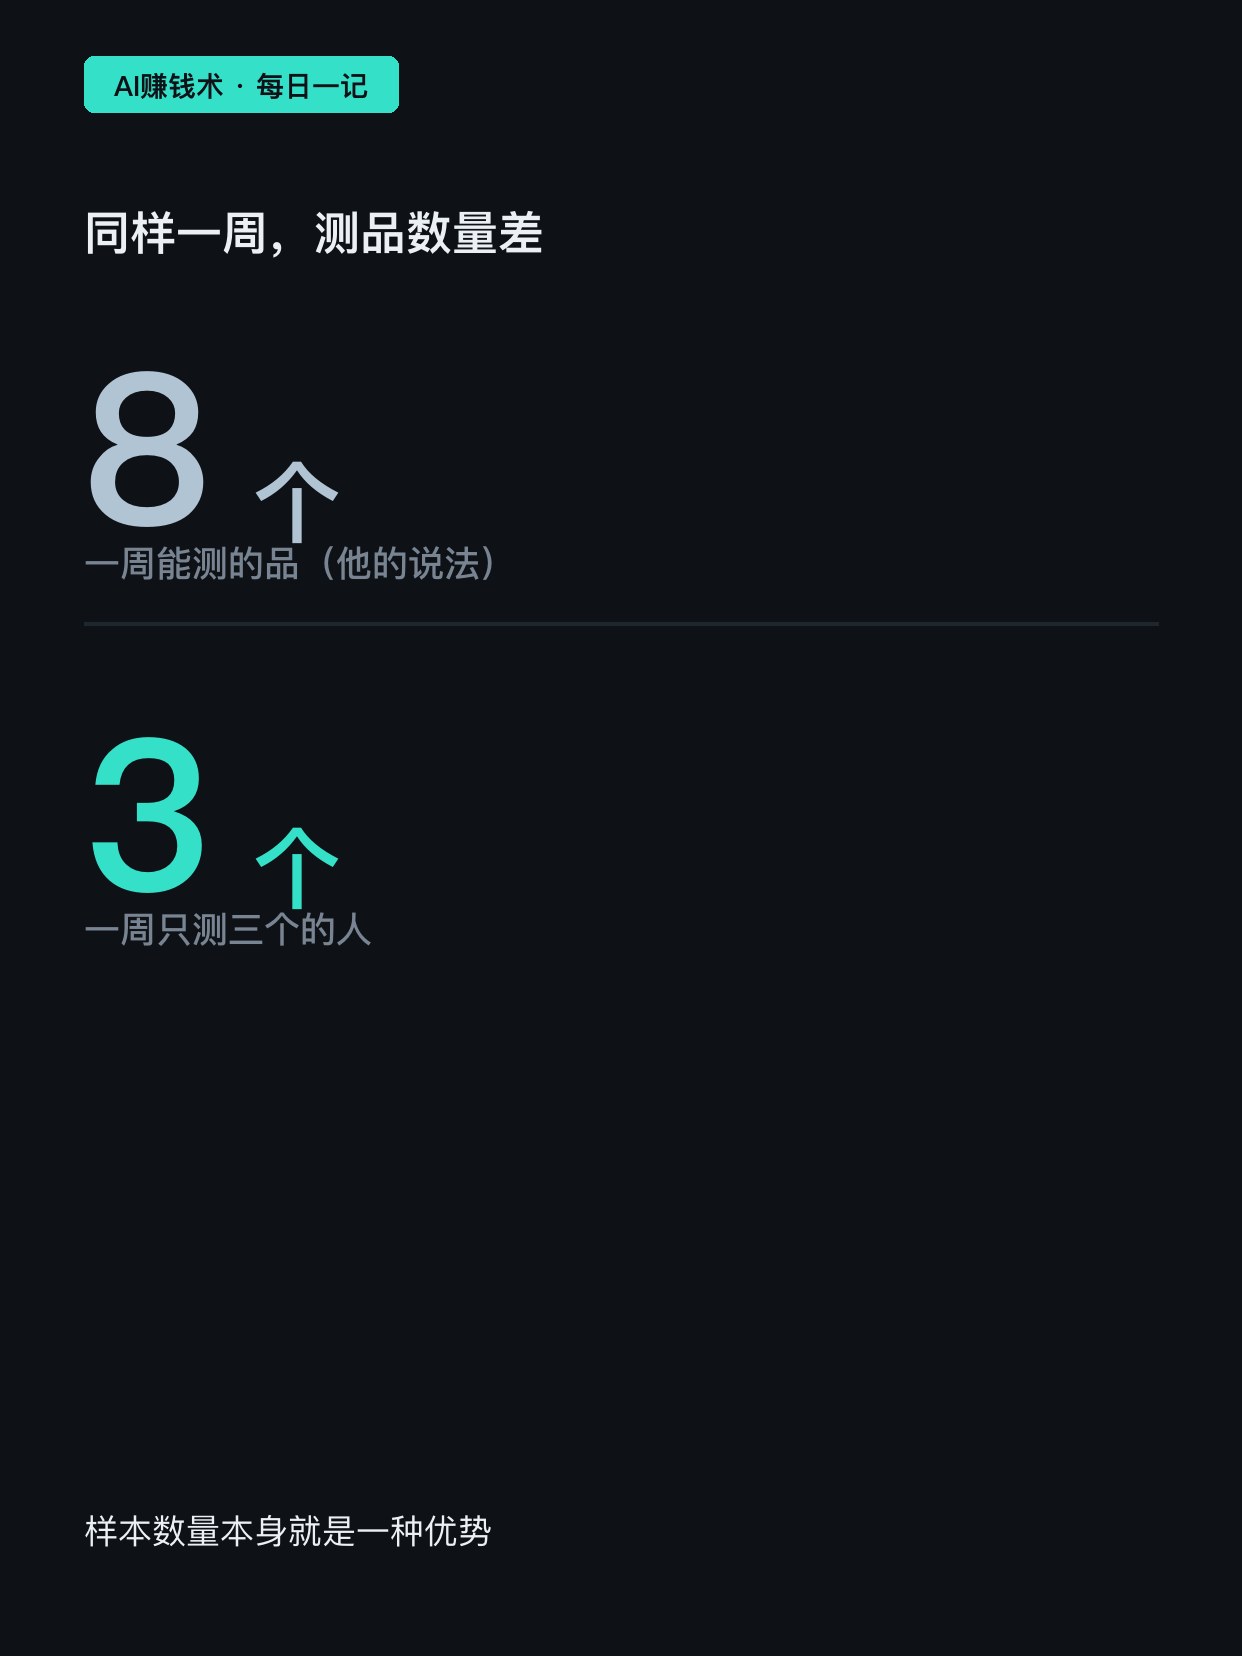 AI赚钱术 · 每日一记
同样一周，测品数量差
8 个
一周能测的品（他的说法）
3 个
一周只测三个的人
样本数量本身就是一种优势